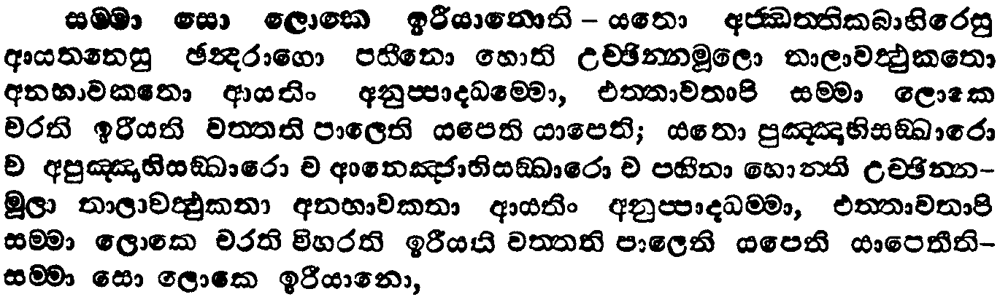 සම්මා සො ලොකෙ ඉරීයානොති – යතො අජ්ඣත්තිකබාහිරෙසු
ආයතනෙසු ඡන්දරාගො පහීනො හොති උච්ඡින්නමූලො තාලාවත්ථුකතො
අනභාවකතො ආයතිං අනුප්පාදධම්මො, එත්තාවතාපි සම්මා ලොකෙ
චරති ඉරීයති වත්තති පාලෙති යපෙති යාපෙති; යතො පුඤ්ඤාභිසඞ්ඛාරො
ච අපුඤ්ඤාභිසඞ්ඛාරො ච ආනෙඤ්ජාභිසඞ්ඛාරො ච පහීනා හොන්ති උච්ඡින්න-
මූලා තාලාවත්ථුකතා අනභාවකතා ආයතිං අනුප්පාදධම්මා, එත්තාවතාපි
සම්මා ලොකෙ චරති විහරති ඉරීයති වත්තති පාලෙති යපෙති යාපෙතීති–
සම්මා සො ලොකෙ ඉරීයානො,